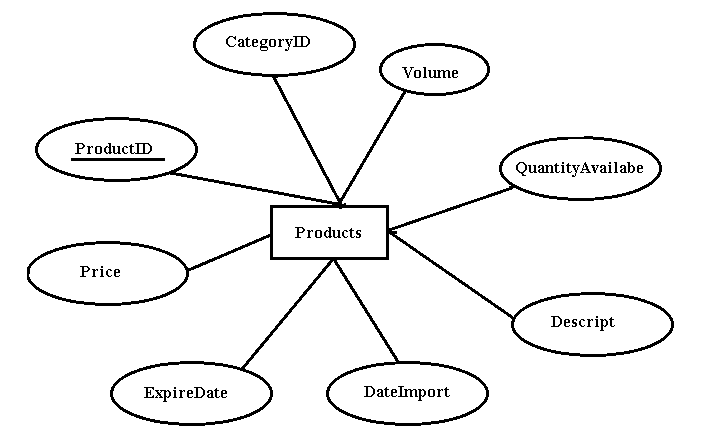 CategoryID
Volume
ProductID
QuantityAvailabe
Products
Price
Descript
ExpireDate
DateImport